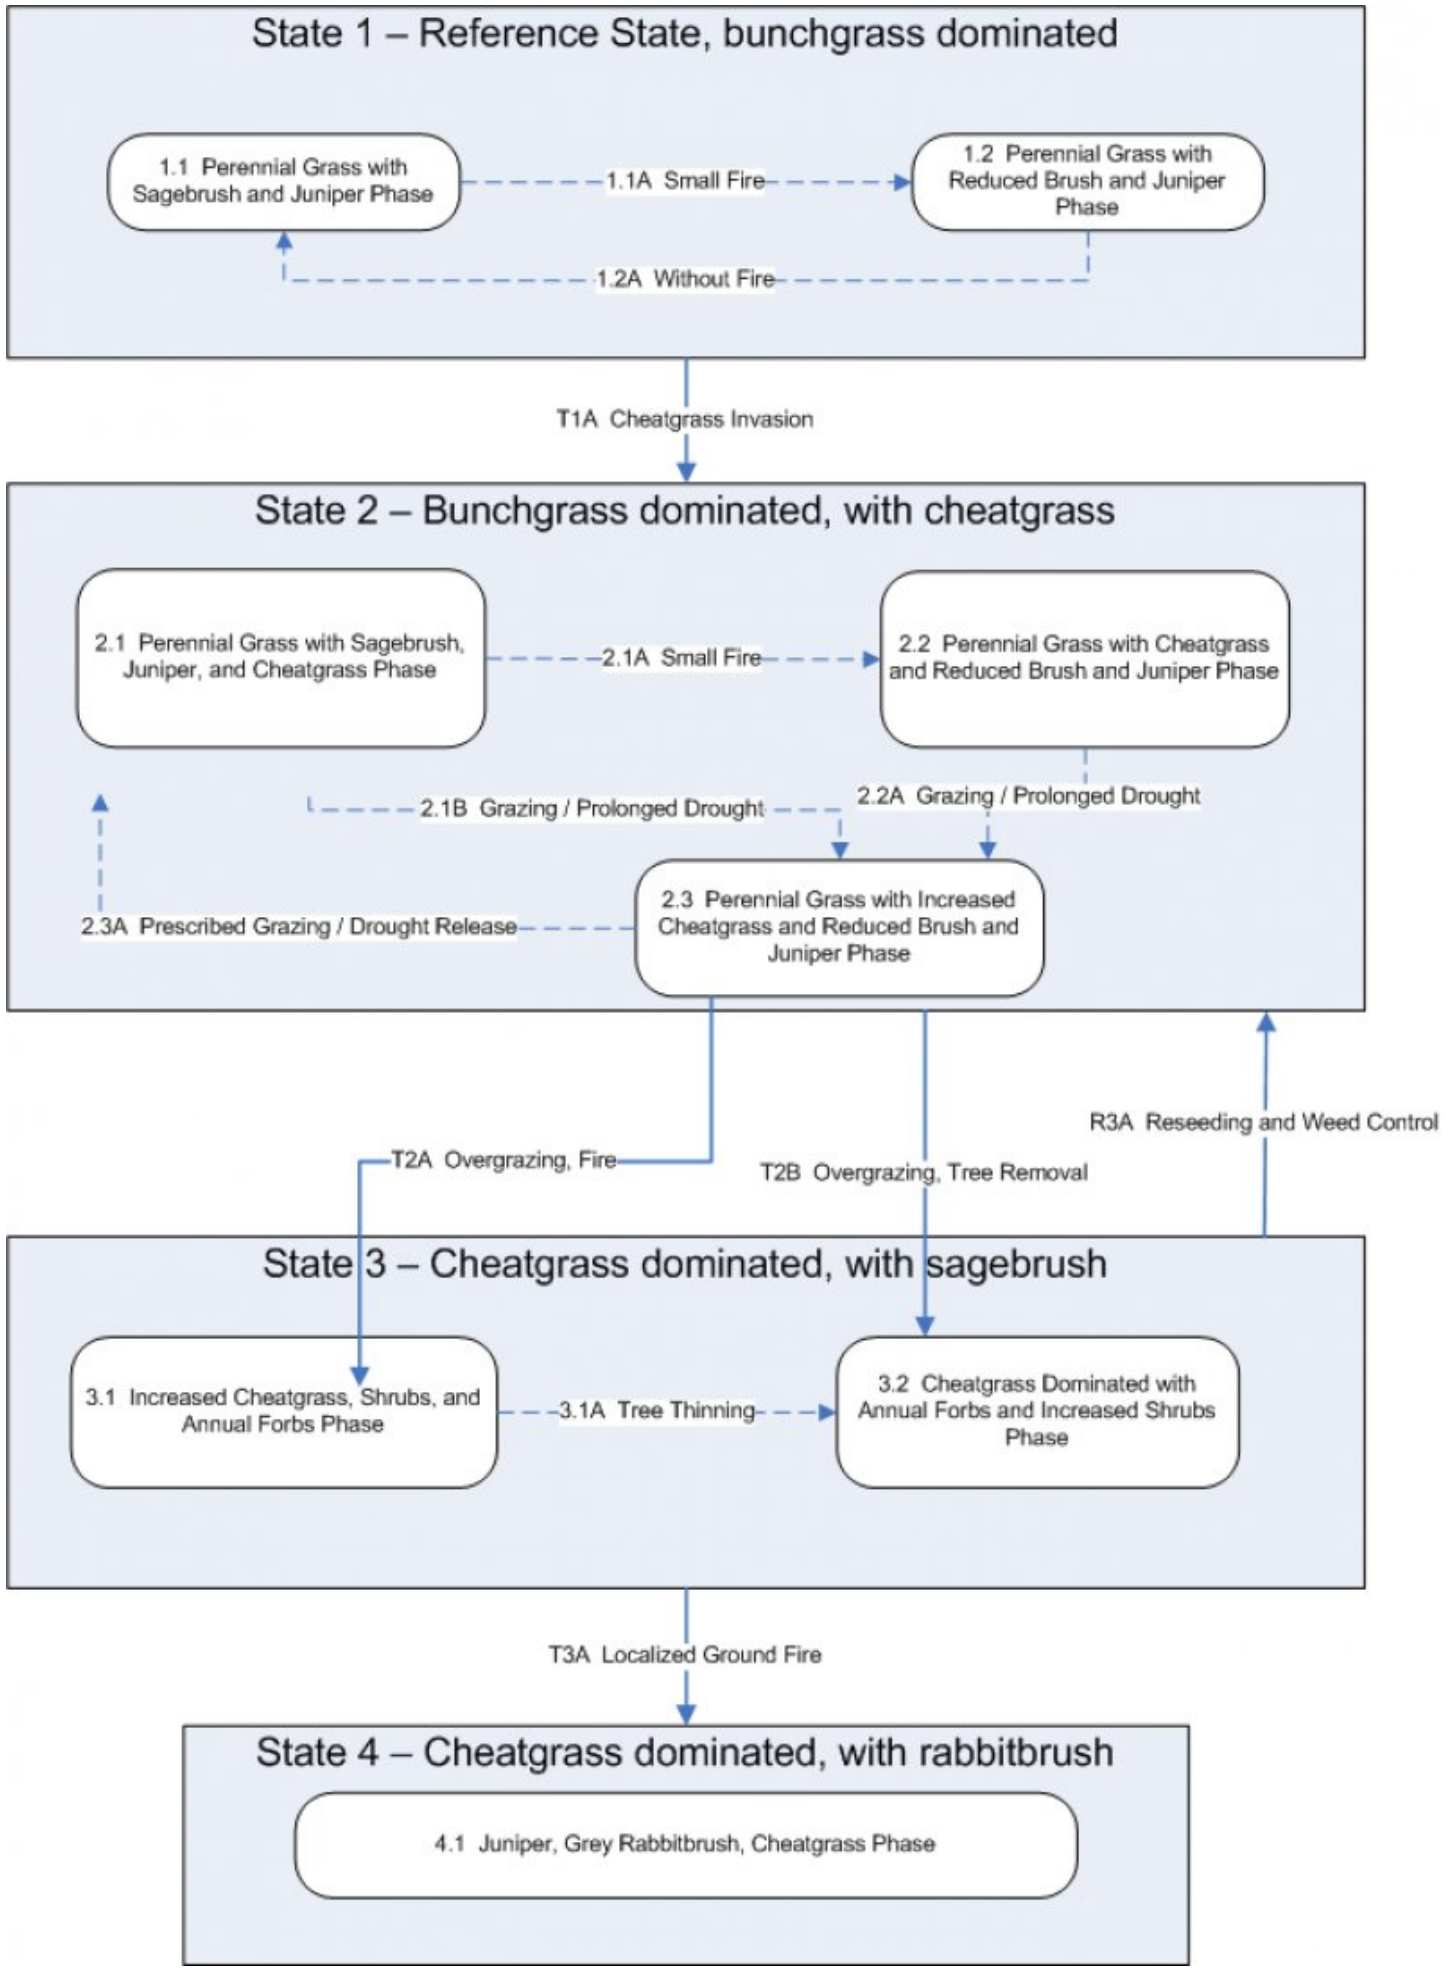 State 1 – Reference State, bunchgrass dominated
1.1 Perennial Grass with
Sagebrush and Juniper Phase
1.1A Small Fire
1.2 Perennial Grass with
Reduced Brush and Juniper
Phase
1.2A Without Fire
T1A Cheatgrass Invasion
State 2 – Bunchgrass dominated, with cheatgrass
2.1 Perennial Grass with Sagebrush,
Juniper, and Cheatgrass Phase
2.1A Small Fire
2.2 Perennial Grass with Cheatgrass
and Reduced Brush and Juniper Phase
2.1B Grazing / Prolonged Drought
2.2A Grazing / Prolonged Drought
2.3 Perennial Grass with Increased
Cheatgrass and Reduced Brush and
Juniper Phase
2.3A Prescribed Grazing / Drought Release
R3A Reseeding and Weed Control
T2A Overgrazing, Fire
T2B Overgrazing, Tree Removal
State 3 – Cheatgrass dominated, with sagebrush
3.1 Increased Cheatgrass, Shrubs, and
Annual Forbs Phase
3.1A Tree Thinning
3.2 Cheatgrass Dominated with
Annual Forbs and Increased Shrubs
Phase
T3A Localized Ground Fire
State 4 – Cheatgrass dominated, with rabbitbrush
4.1 Juniper, Grey Rabbitbrush, Cheatgrass Phase